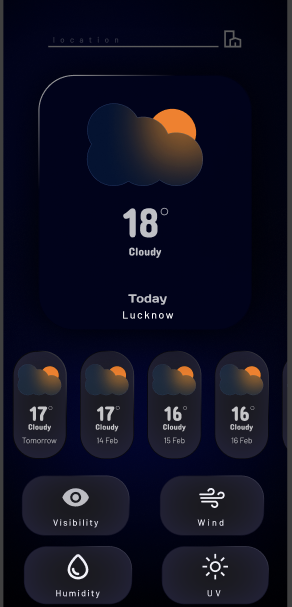 location
18°
Cloudy
Today
Lucknow
17° 17° 16° 16°
Cloudy Cloudy Cloudy Cloudy
Tomorrow 14 Feb 15 Feb 16 Feb
Visibility Wind
Humidity UV